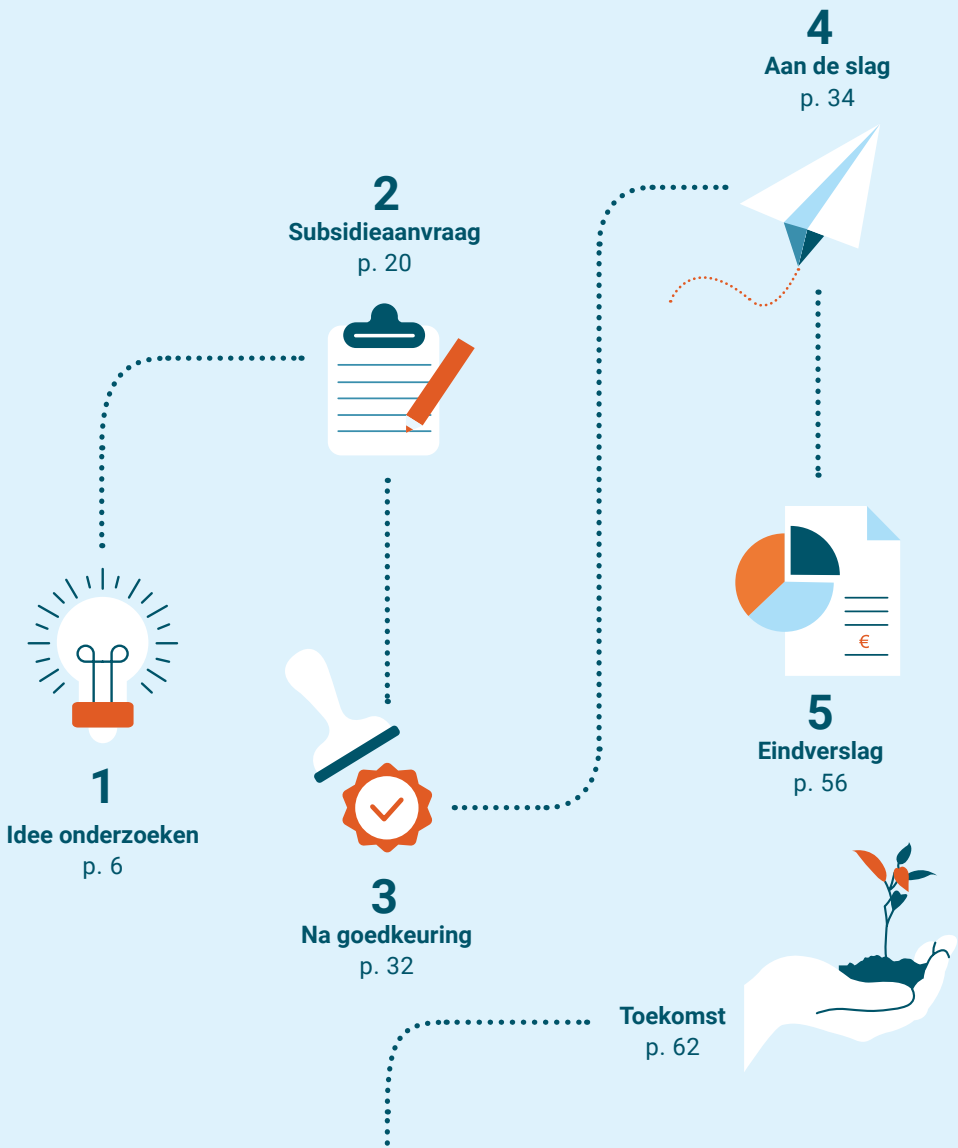 1
Idee onderzoeken
p. 6
2
Subsidieaanvraag
p. 20
3
Na goedkeuring
p. 32
4
Aan de slag
p. 34
€
5
Eindverslag
p. 56
Toekomst
p. 62